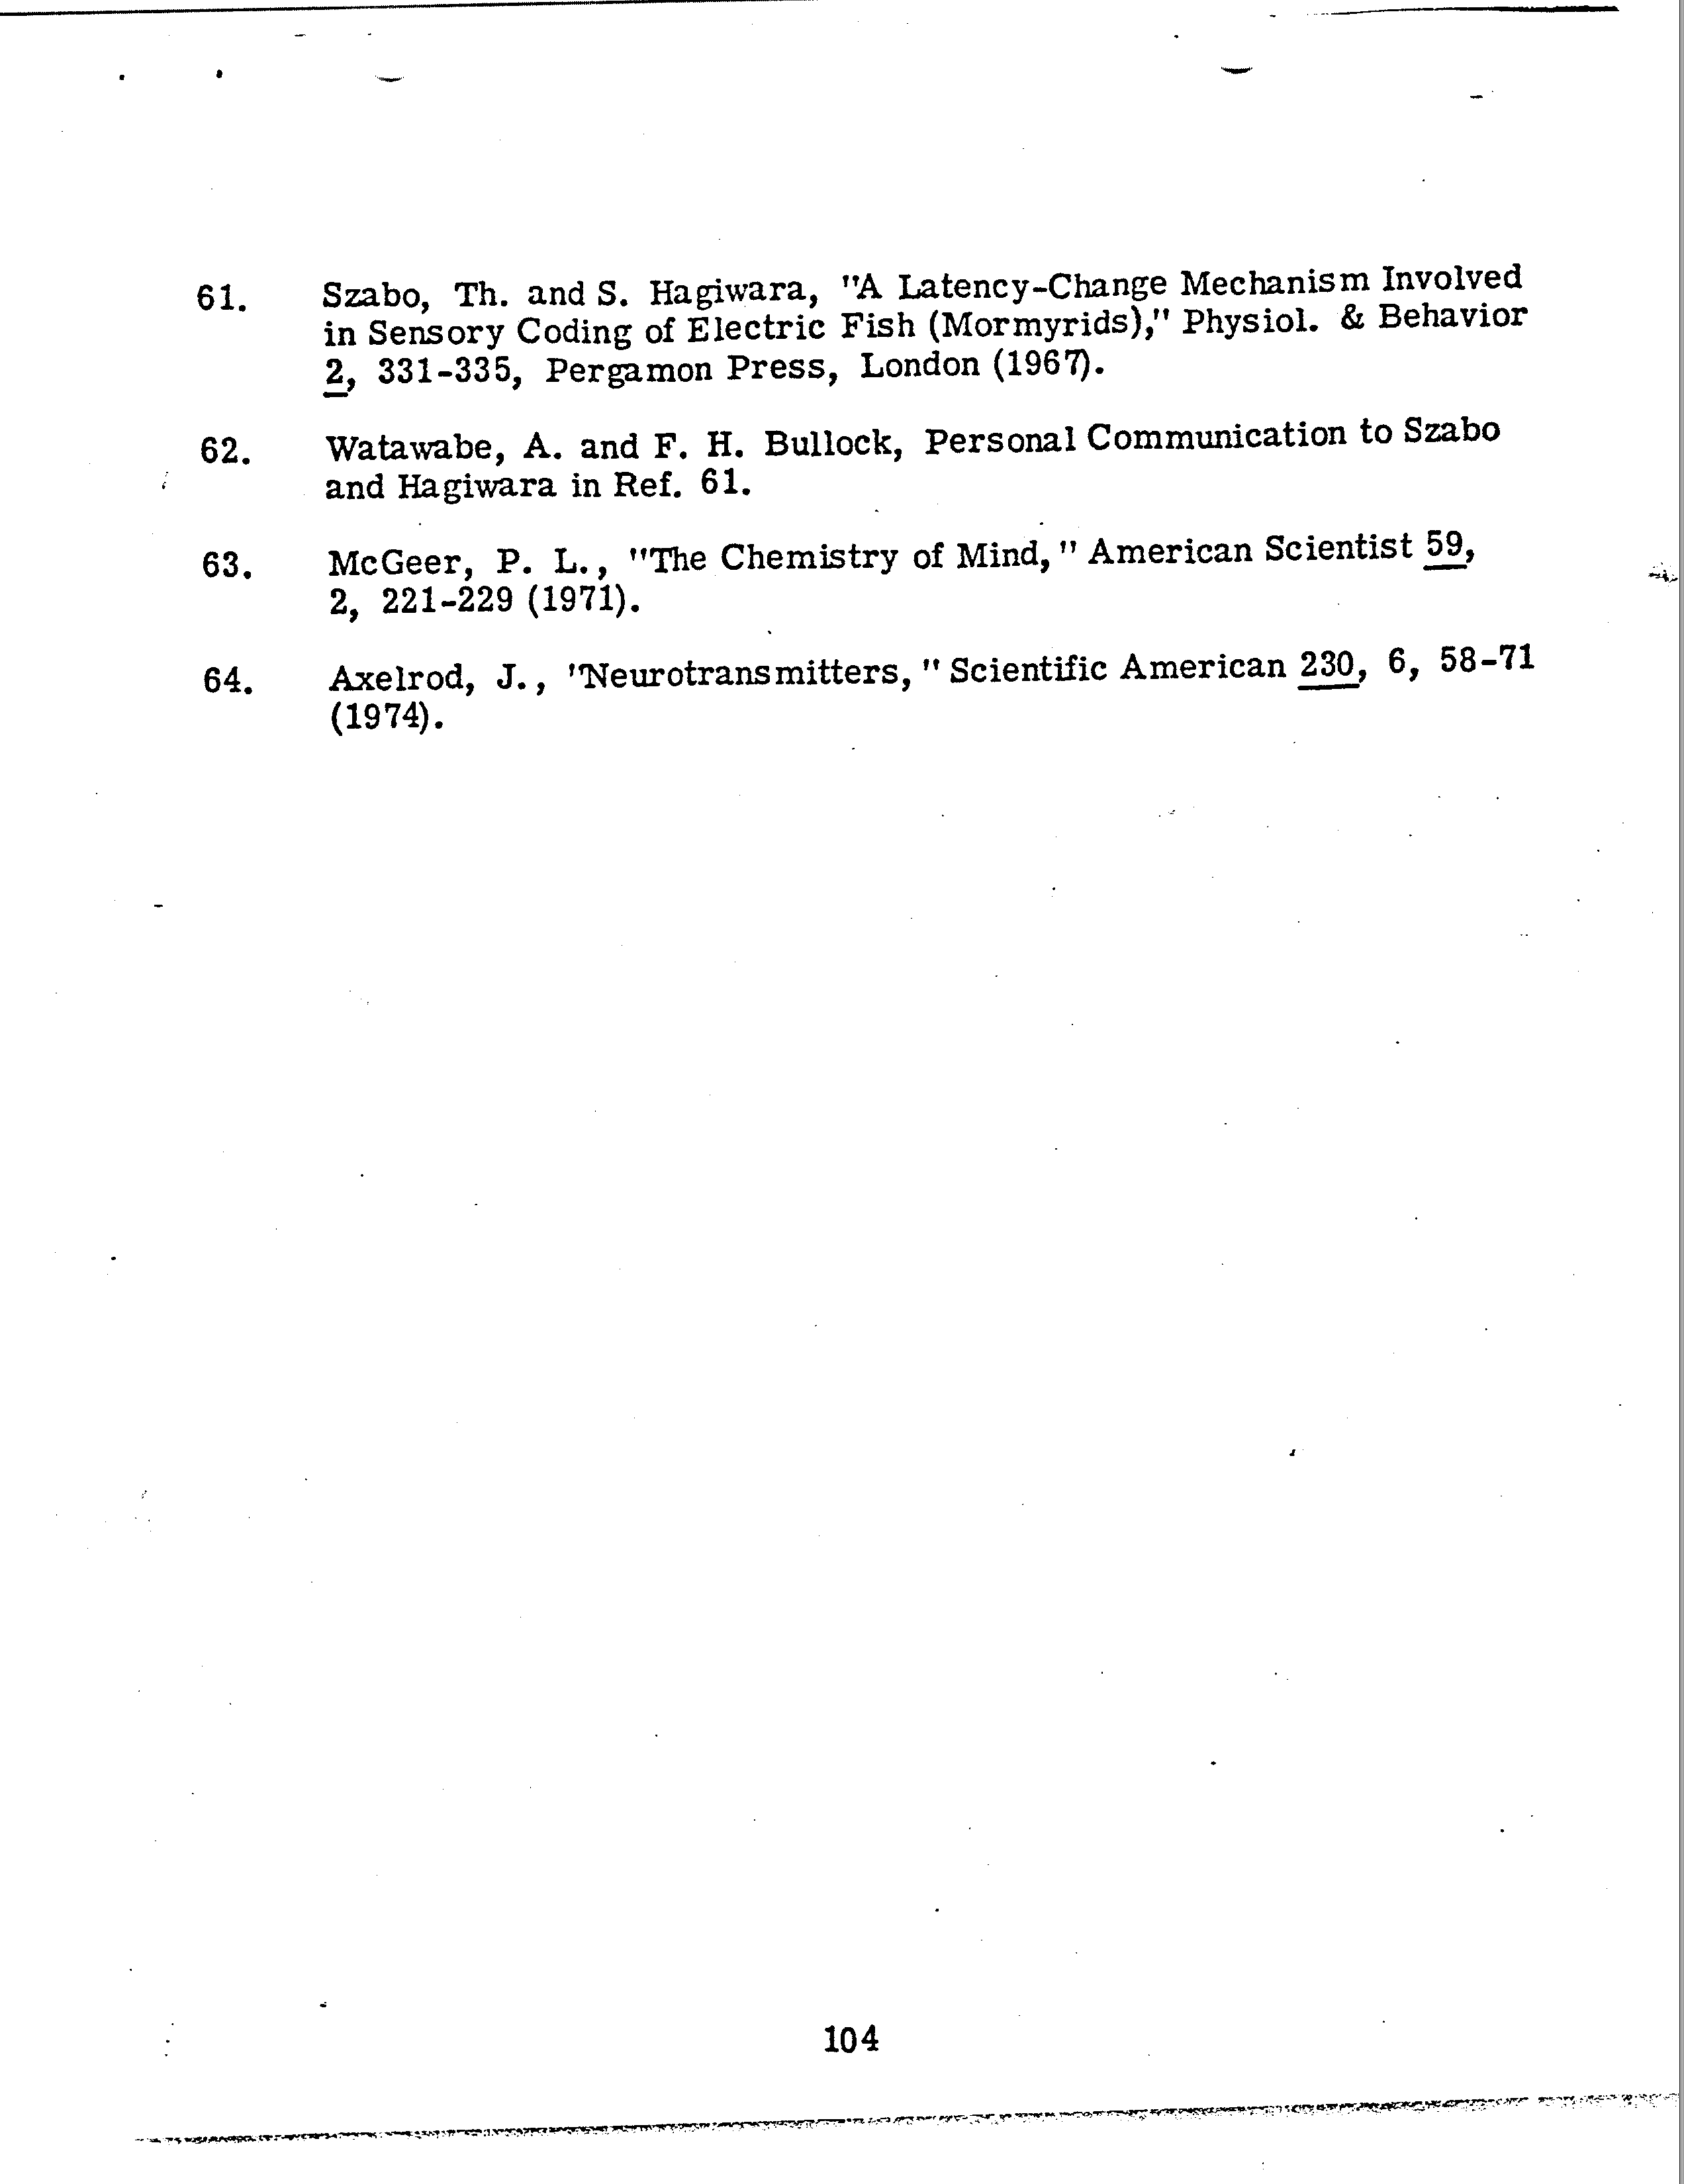 61. Szabo, Th. and S. Hagiwara, "A Latency-Change Mechanism Involved
in Sensory Coding of Electric Fish (Mormyrids)," Physiol. & Behavior
2, 331-335, Pergamon Press, London (1967).
62. Watawabe, A. and F. H. Bullock, Personal Communication to Szabo
and Hagiwara in Ref. 61.
63. McGeer, P. L., "The Chemistry of Mind," American Scientist 59,
2, 221-229 (1971).
64. Axelrod, J., "Neurotransmitters," Scientific American 230, 6, 58-71
(1974).
104